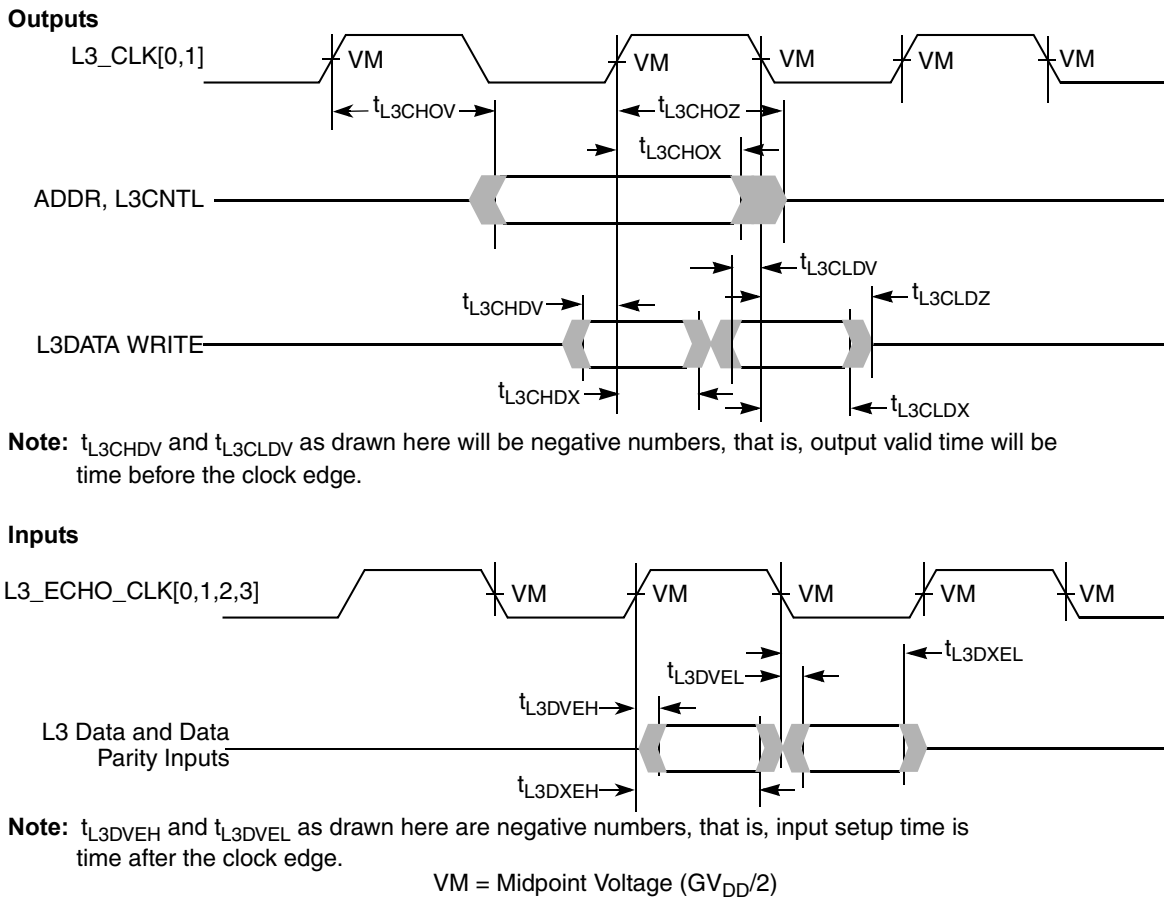 Outputs
L3_CLK[0,1]
VM
VM
VM
VM
VM
tL3CHOV
tL3CHOZ
tL3CHOX
ADDR, L3CNTL
tL3CLDV
tL3CHDV
tL3CLDZ
L3DATA WRITE
tL3CHDX
tL3CLDX
Note: tL3CHDV and tL3CLDV as drawn here will be negative numbers, that is, output valid time will be
time before the clock edge.
Inputs
L3_ECHO_CLK[0,1,2,3]
VM
VM
VM
VM
VM
tL3DXEL
tL3DVEL
tL3DVEH
L3 Data and Data
Parity Inputs
tL3DXEH
Note: tL3DVEH and tL3DVEL as drawn here are negative numbers, that is, input setup time is
time after the clock edge.
VM = Midpoint Voltage (GVDD/2)